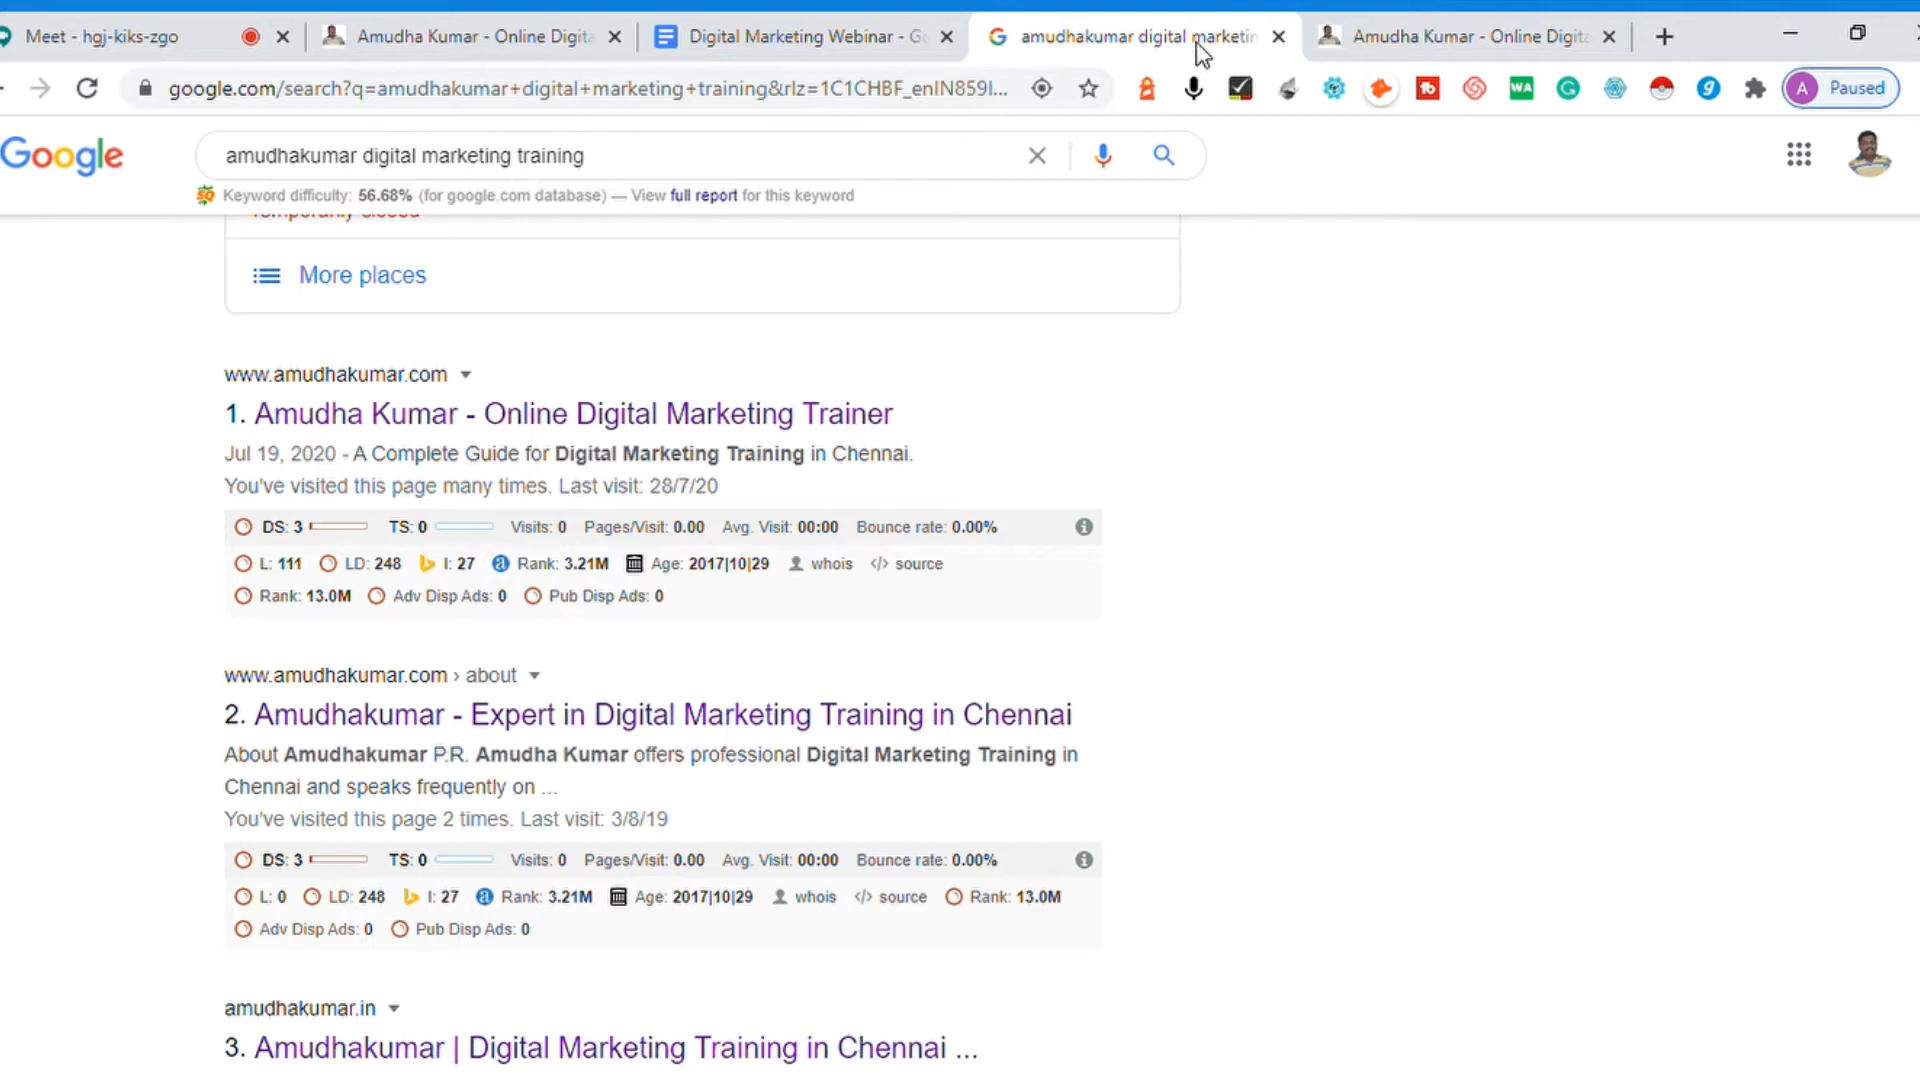 Meet - hgj-kiks-zgo
Amudha Kumar - Online Digita
Digital Marketing Webinar - Go
amudhakumar digital marketin
Amudha Kumar - Online Digita
google.com/search?q=amudhakumar+digital+marketing+training&rlz=1C1CHBF_enIN859I...
A Paused
Google
amudhakumar digital marketing training
Keyword difficulty: 56.68% (for google.com database) — View full report for this keyword
Temporarily closed
More places
www.amudhakumar.com
1. Amudha Kumar - Online Digital Marketing Trainer
Jul 19, 2020 - A Complete Guide for Digital Marketing Training in Chennai.
You've visited this page many times. Last visit: 28/7/20
DS: 3 TS: 0 Visits: 0 Pages/Visit: 0.00 Avg. Visit: 00:00 Bounce rate: 0.00%
L: 111 LD: 248 I: 27 Rank: 3.21M Age: 2017|10|29 whois </> source
Rank: 13.0M Adv Disp Ads: 0 Pub Disp Ads: 0
www.amudhakumar.com › about
2. Amudhakumar - Expert in Digital Marketing Training in Chennai
About Amudhakumar P.R. Amudha Kumar offers professional Digital Marketing Training in
Chennai and speaks frequently on ...
You've visited this page 2 times. Last visit: 3/8/19
DS: 3 TS: 0 Visits: 0 Pages/Visit: 0.00 Avg. Visit: 00:00 Bounce rate: 0.00%
L: 0 LD: 248 I: 27 Rank: 3.21M Age: 2017|10|29 whois </> source Rank: 13.0M
Adv Disp Ads: 0 Pub Disp Ads: 0
amudhakumar.in
3. Amudhakumar | Digital Marketing Training in Chennai ...